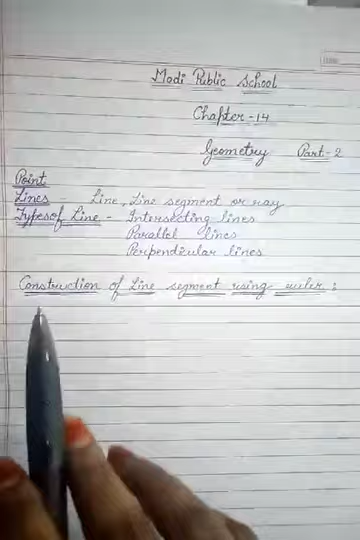 Modi Public School
Chapter-14
Geometry Part-2
Point
Lines - Line, Line segment or ray
Types of Line - Intersecting lines
Parallel lines
Perpendicular lines
Construction of Line segment using ruler :